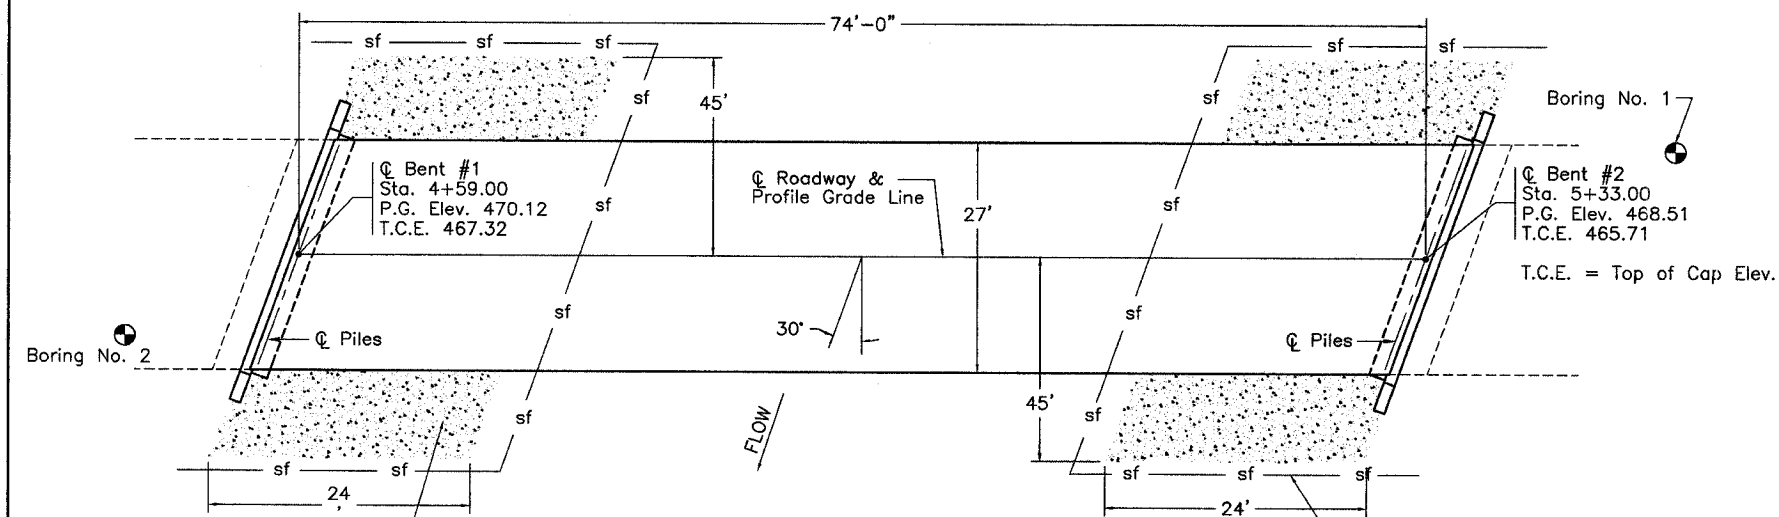 74'-0"
sf sf sf
sf sf
sf
45'
sf
Boring No. 1
℄ Bent #1
Sta. 4+59.00
P.G. Elev. 470.12
T.C.E. 467.32
℄ Roadway &
Profile Grade Line
27'
sf
sf
℄ Bent #2
Sta. 5+33.00
P.G. Elev. 468.51
T.C.E. 465.71
T.C.E. = Top of Cap Elev.
sf
sf
30°
℄ Piles
℄ Piles
Boring No. 2
45'
sf
sf
FLOW
sf sf
sf sf sf
24'
24'